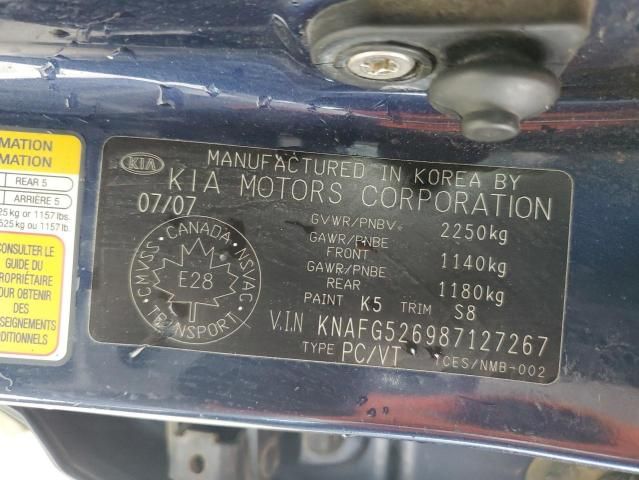 MATION
MATION
REAR 5
ARRIÈRE 5
25 kg or 1157 lbs.
525 kg ou 1157 lb.
CONSULTER LE
GUIDE DU
PROPRIÉTAIRE
POUR OBTENIR
DES
RENSEIGNEMENTS
ADDITIONNELS
KIA
MANUFACTURED IN KOREA BY
KIA MOTORS CORPORATION
07/07
GVWR/PNBV 2250kg
GAWR/PNBE FRONT 1140kg
GAWR/PNBE REAR 1180kg
PAINT K5 TRIM S8
V.I.N KNAFG526987127267
TYPE PC/VT YCES/NMB-002
CANADA
CMVSS NSVAC
E28
TRANSPORT